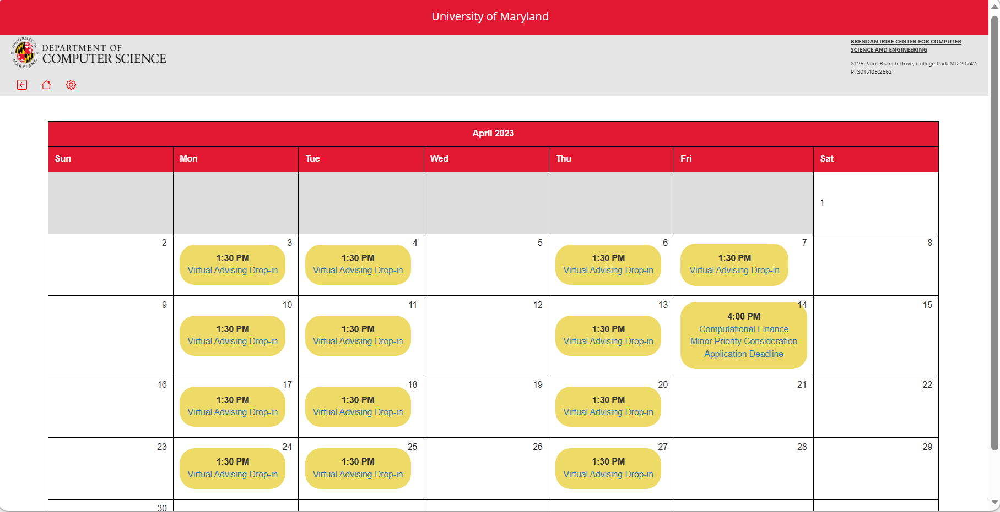 University of Maryland
UNIVERSITY OF
18 56
MARYLAND
DEPARTMENT OF
COMPUTER SCIENCE
BRENDAN IRIBE CENTER FOR COMPUTER
SCIENCE AND ENGINEERING
8125 Paint Branch Drive, College Park MD 20742
P: 301.405.2662
April 2023
Sun Mon Tue Wed Thu Fri Sat
1
2 3 4 5 6 7 8
1:30 PM 1:30 PM 1:30 PM 1:30 PM
Virtual Advising Drop-in Virtual Advising Drop-in Virtual Advising Drop-in Virtual Advising Drop-in
9 10 11 12 13 14 15
1:30 PM 1:30 PM 1:30 PM 4:00 PM
Virtual Advising Drop-in Virtual Advising Drop-in Virtual Advising Drop-in Computational Finance
Minor Priority Consideration
Application Deadline
16 17 18 19 20 21 22
1:30 PM 1:30 PM 1:30 PM
Virtual Advising Drop-in Virtual Advising Drop-in Virtual Advising Drop-in
23 24 25 26 27 28 29
1:30 PM 1:30 PM 1:30 PM
Virtual Advising Drop-in Virtual Advising Drop-in Virtual Advising Drop-in
30